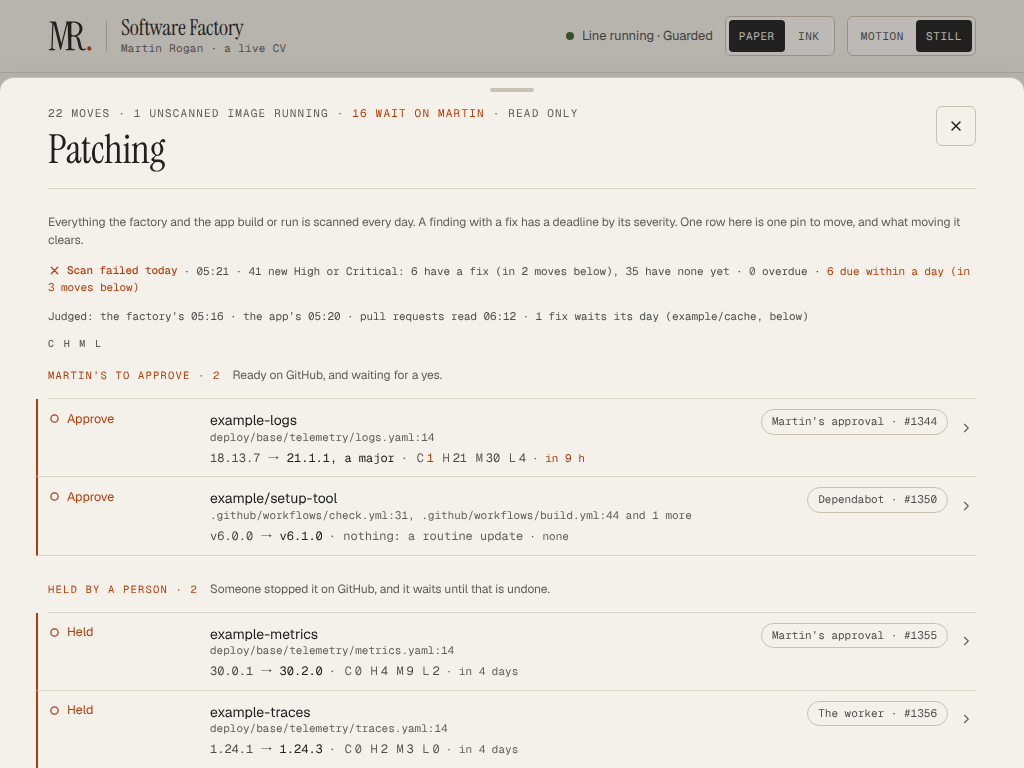 MR.
Software Factory
Martin Rogan · a live CV
Line running · Guarded
PAPER INK
MOTION STILL
22 MOVES · 1 UNSCANNED IMAGE RUNNING · 16 WAIT ON MARTIN · READ ONLY
Patching
Everything the factory and the app build or run is scanned every day. A finding with a fix has a deadline by its severity. One row here is one pin to move, and what moving it
clears.
Scan failed today · 05:21 · 41 new High or Critical: 6 have a fix (in 2 moves below), 35 have none yet · 0 overdue · 6 due within a day (in
3 moves below)
Judged: the factory's 05:16 · the app's 05:20 · pull requests read 06:12 · 1 fix waits its day (example/cache, below)
C H M L
MARTIN'S TO APPROVE · 2 Ready on GitHub, and waiting for a yes.
Approve
example-logs
deploy/base/telemetry/logs.yaml:14
18.13.7 → 21.1.1, a major · C 1 H 21 M 30 L 4 · in 9 h
Martin's approval · #1344
Approve
example/setup-tool
.github/workflows/check.yml:31, .github/workflows/build.yml:44 and 1 more
v6.0.0 → v6.1.0 · nothing: a routine update · none
Dependabot · #1350
HELD BY A PERSON · 2 Someone stopped it on GitHub, and it waits until that is undone.
Held
example-metrics
deploy/base/telemetry/metrics.yaml:14
30.0.1 → 30.2.0 · C 0 H 4 M 9 L 2 · in 4 days
Martin's approval · #1355
Held
example-traces
deploy/base/telemetry/traces.yaml:14
1.24.1 → 1.24.3 · C 0 H 2 M 3 L 0 · in 4 days
The worker · #1356